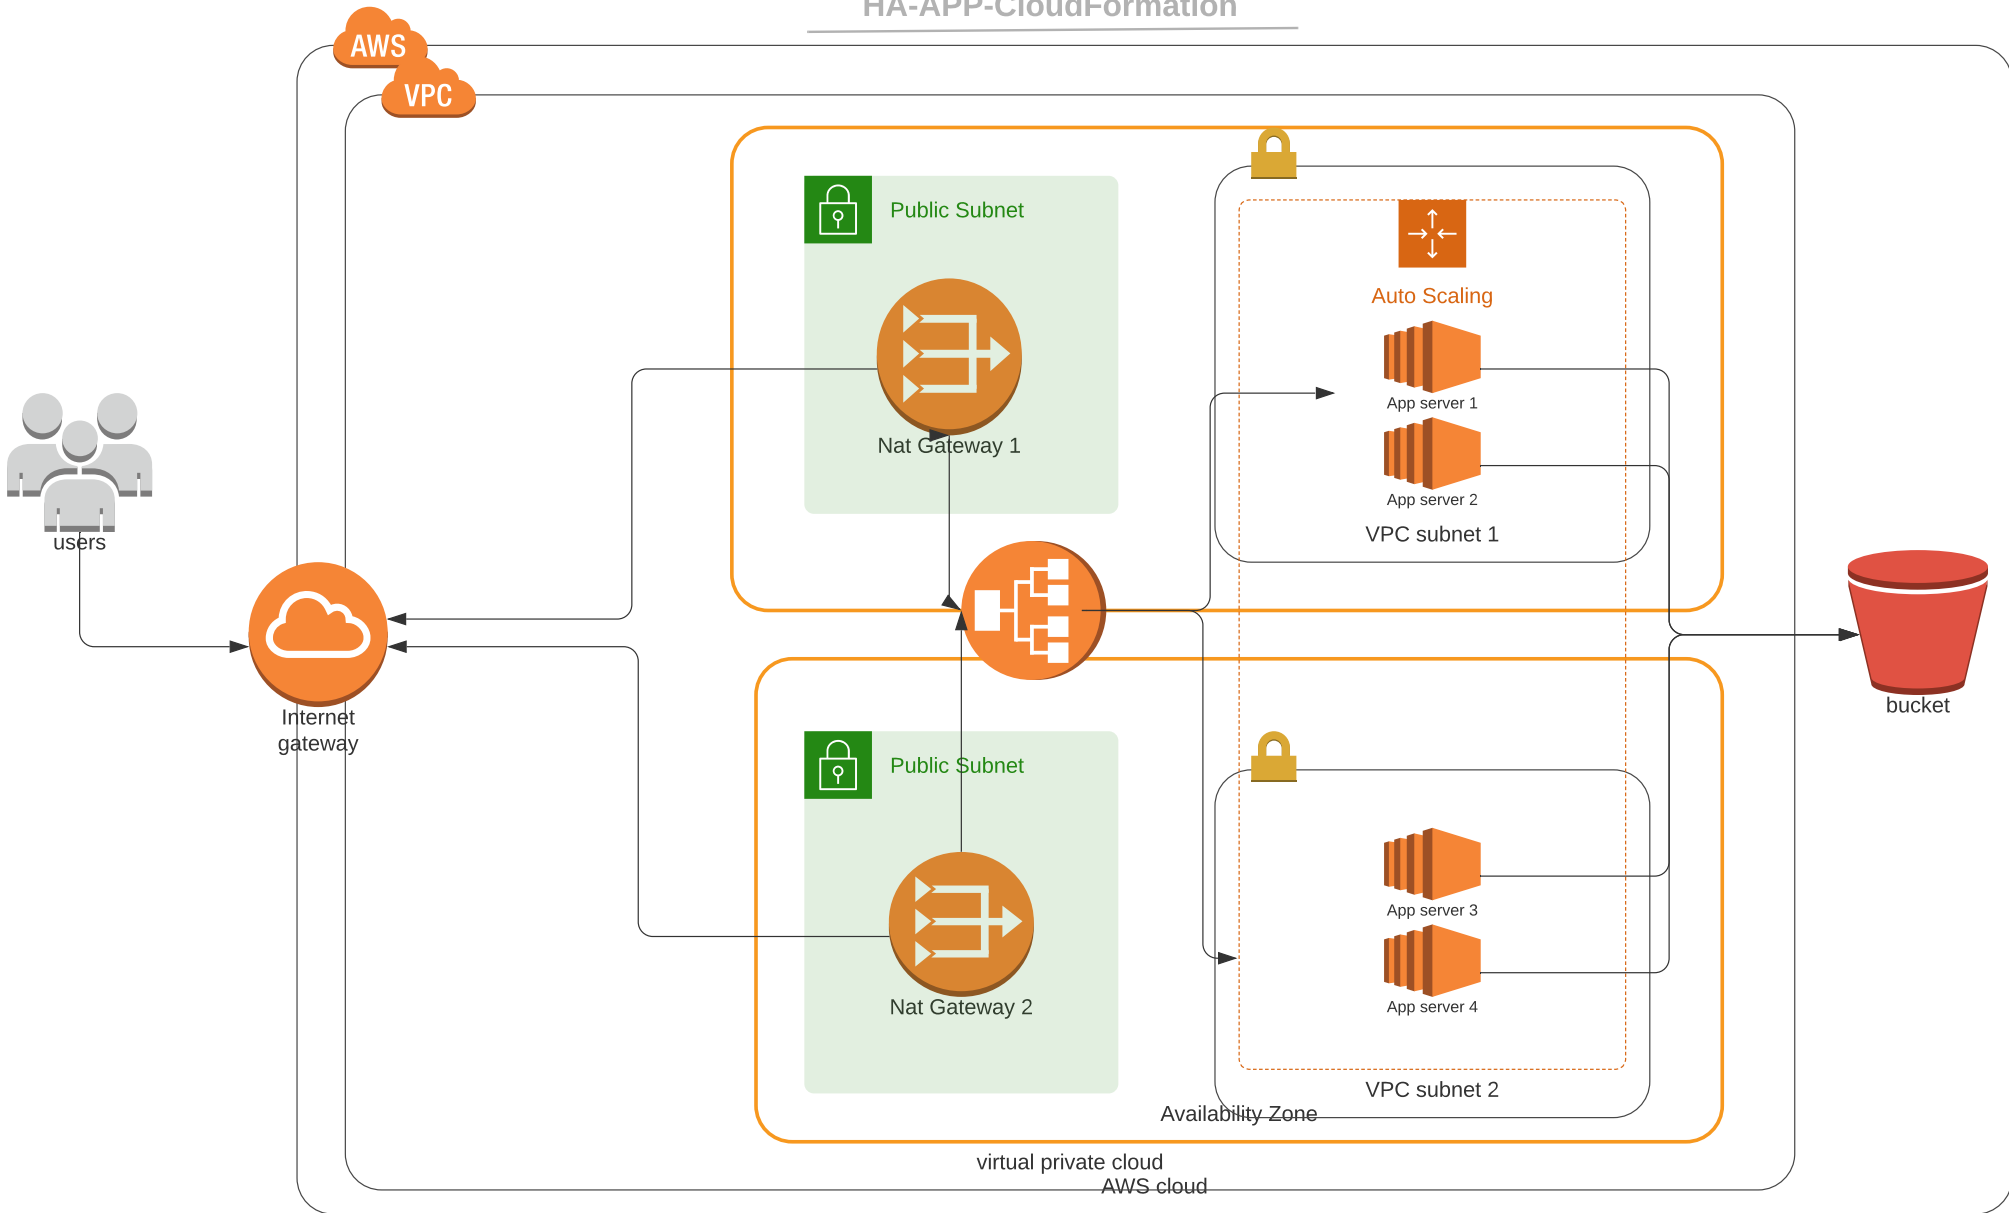 HA-APP-CloudFormation
AWS
VPC
Public Subnet
Auto Scaling
App server 1
Nat Gateway 1
App server 2
VPC subnet 1
users
Internet
gateway
bucket
Public Subnet
App server 3
Nat Gateway 2
App server 4
VPC subnet 2
Availability Zone
virtual private cloud
AWS cloud